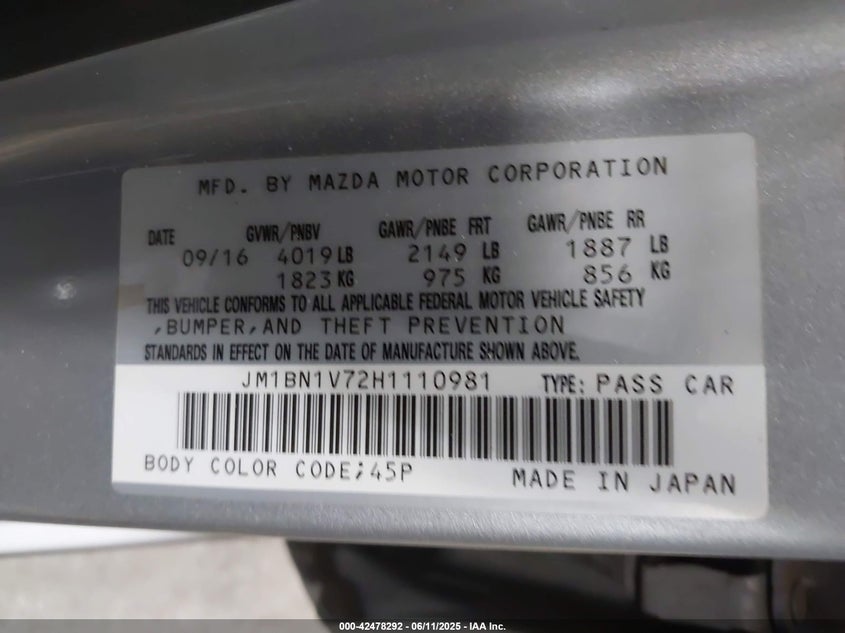 MFD. BY MAZDA MOTOR CORPORATION
DATE GVWR/PNBV GAWR/PNBE FRT GAWR/PNBE RR
09/16 4019 LB 2149 LB 1887 LB
1823 KG 975 KG 856 KG
THIS VEHICLE CONFORMS TO ALL APPLICABLE FEDERAL MOTOR VEHICLE SAFETY
,BUMPER,AND THEFT PREVENTION
STANDARDS IN EFFECT ON THE DATE OF MANUFACTURE SHOWN ABOVE.
JM1BN1V72H1110981 TYPE: PASS CAR
BODY COLOR CODE;45P MADE IN JAPAN
000-42478292 - 06/11/2025 - IAA Inc.